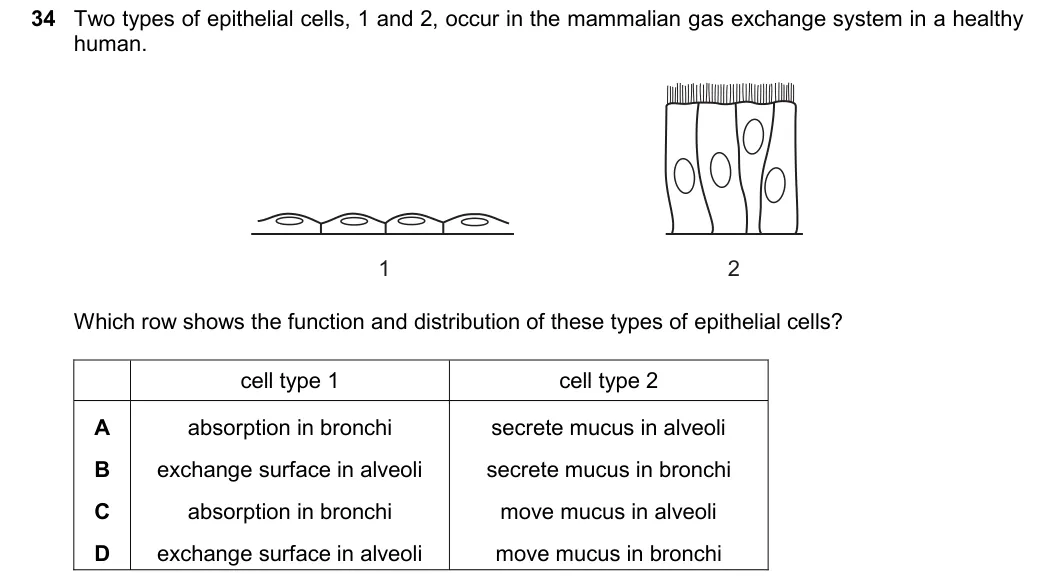 34 Two types of epithelial cells, 1 and 2, occur in the mammalian gas exchange system in a healthy
human.
1
2
Which row shows the function and distribution of these types of epithelial cells?
cell type 1 cell type 2
A absorption in bronchi secrete mucus in alveoli
B exchange surface in alveoli secrete mucus in bronchi
C absorption in bronchi move mucus in alveoli
D exchange surface in alveoli move mucus in bronchi